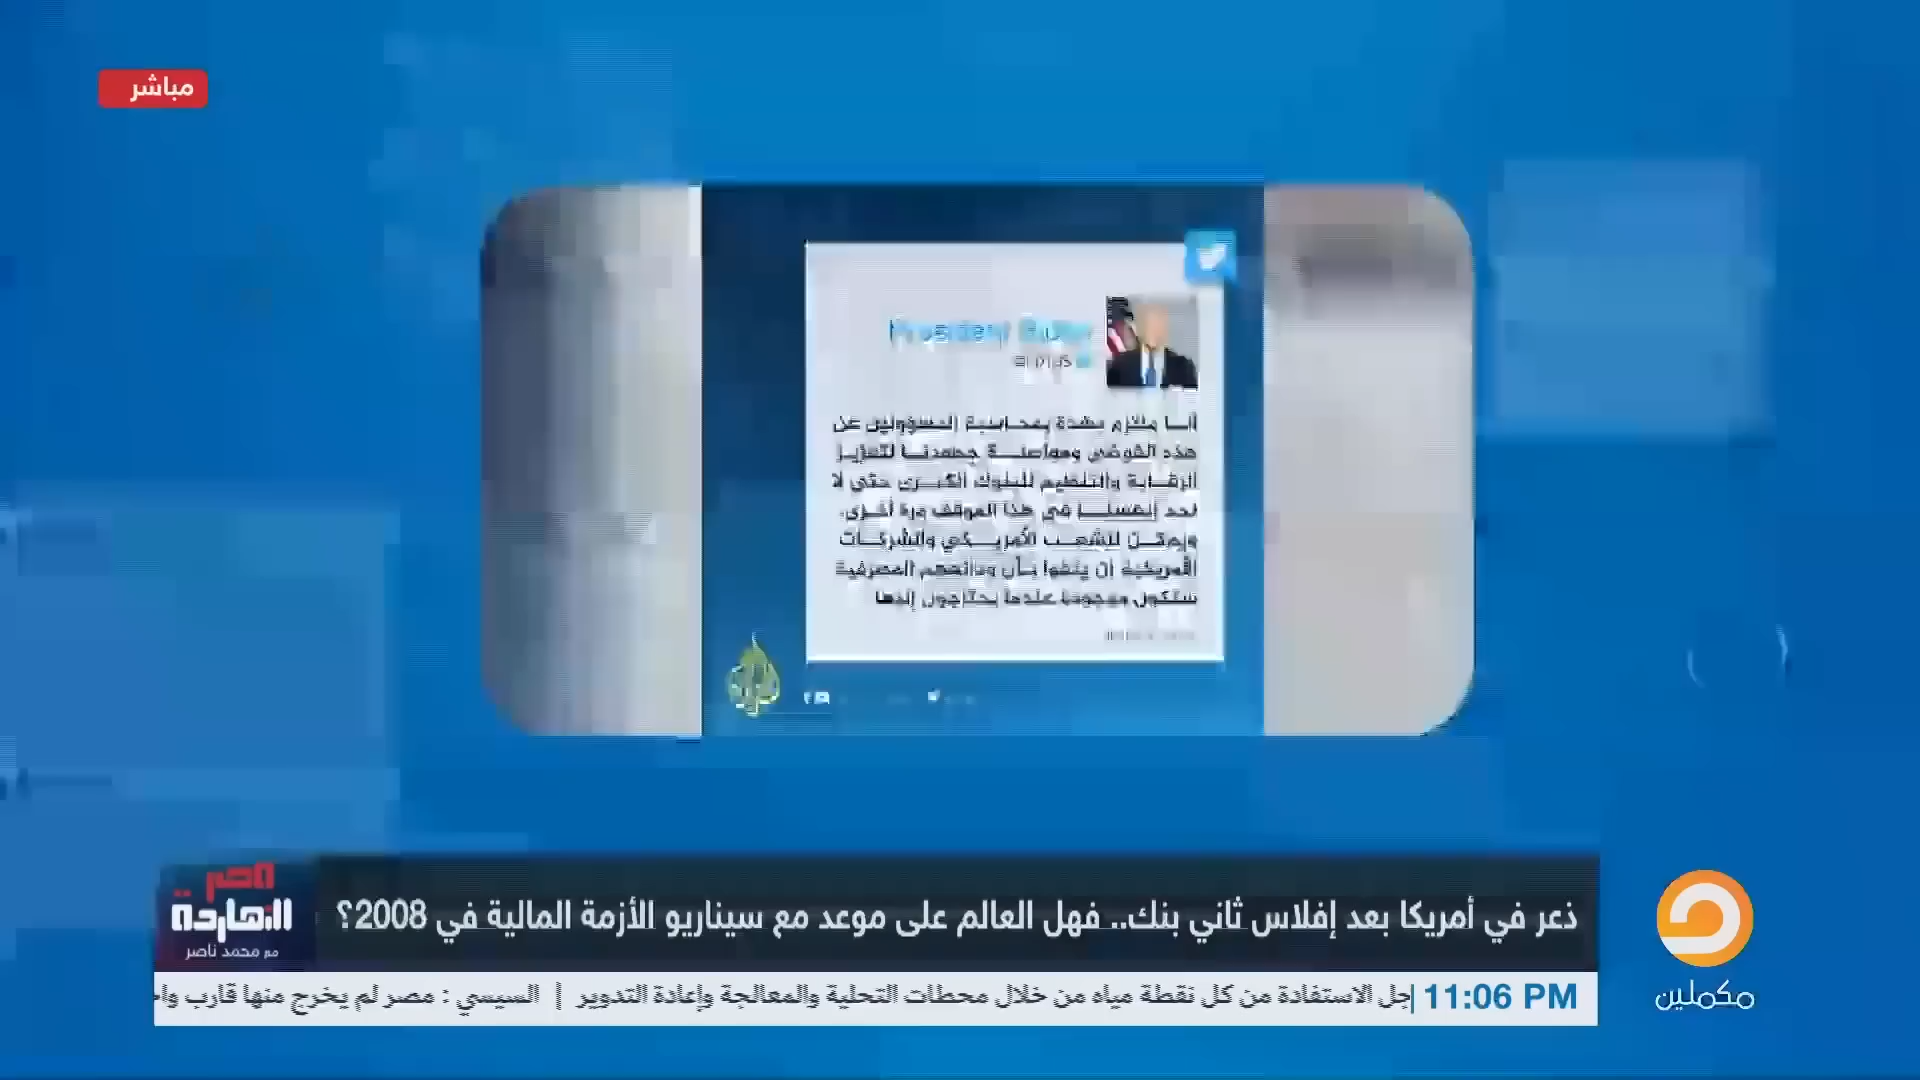 مباشر
President Biden
أنا ملتزم بشدة بمحاسبة المسؤولين عن
هذه الفوضى ومواصلة جهودنا لتعزيز
الرقابة والتنظيم للبنوك الكبرى حتى لا
نجد أنفسنا في هذا الموقف مرة أخرى.
ويمكن للشعب الأمريكي والشركات
الأمريكية أن يثقوا بأن ودائعهم المصرفية
ستكون موجودة عندما يحتاجون إليها
مصر
النهاردة
مع محمد ناصر
ذعر في أمريكا بعد إفلاس ثاني بنك.. فهل العالم على موعد مع سيناريو الأزمة المالية في 2008؟
11:06 PM
جل الاستفادة من كل نقطة مياه من خلال محطات التحلية والمعالجة وإعادة التدوير | السيسي : مصر لم يخرج منها قارب واح
مكملين